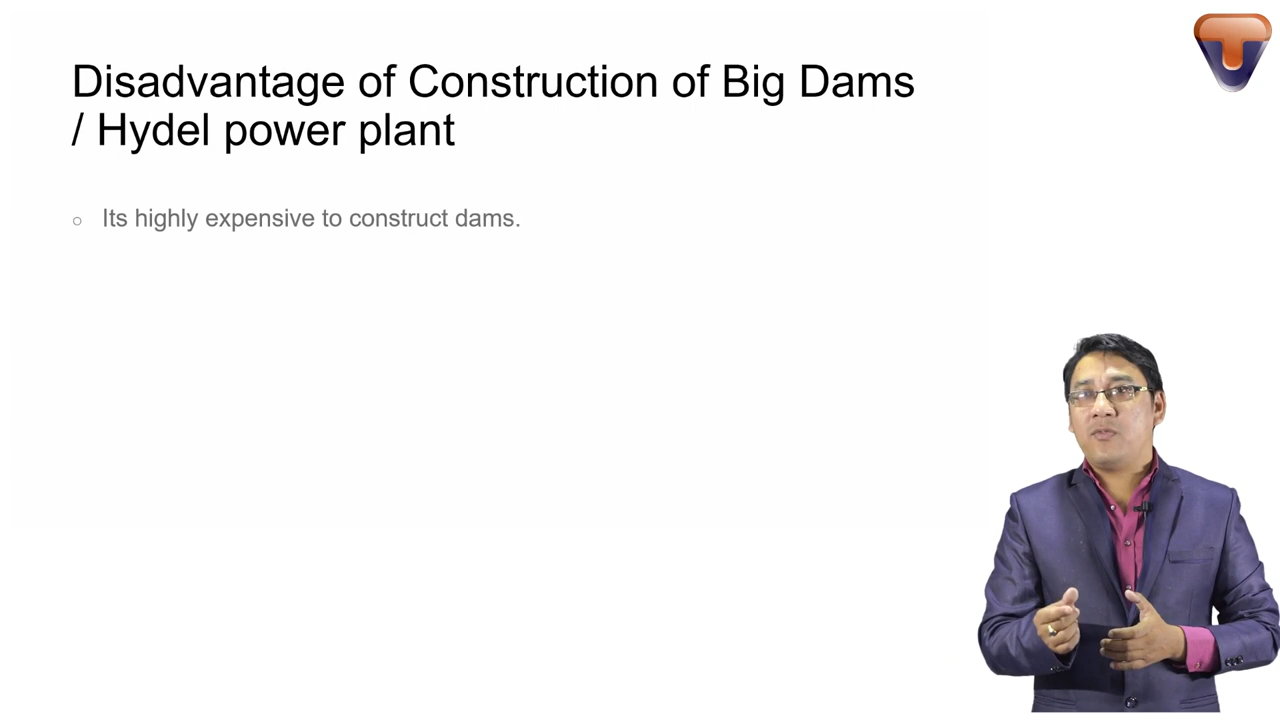 Disadvantage of Construction of Big Dams
/ Hydel power plant
Its highly expensive to construct dams.